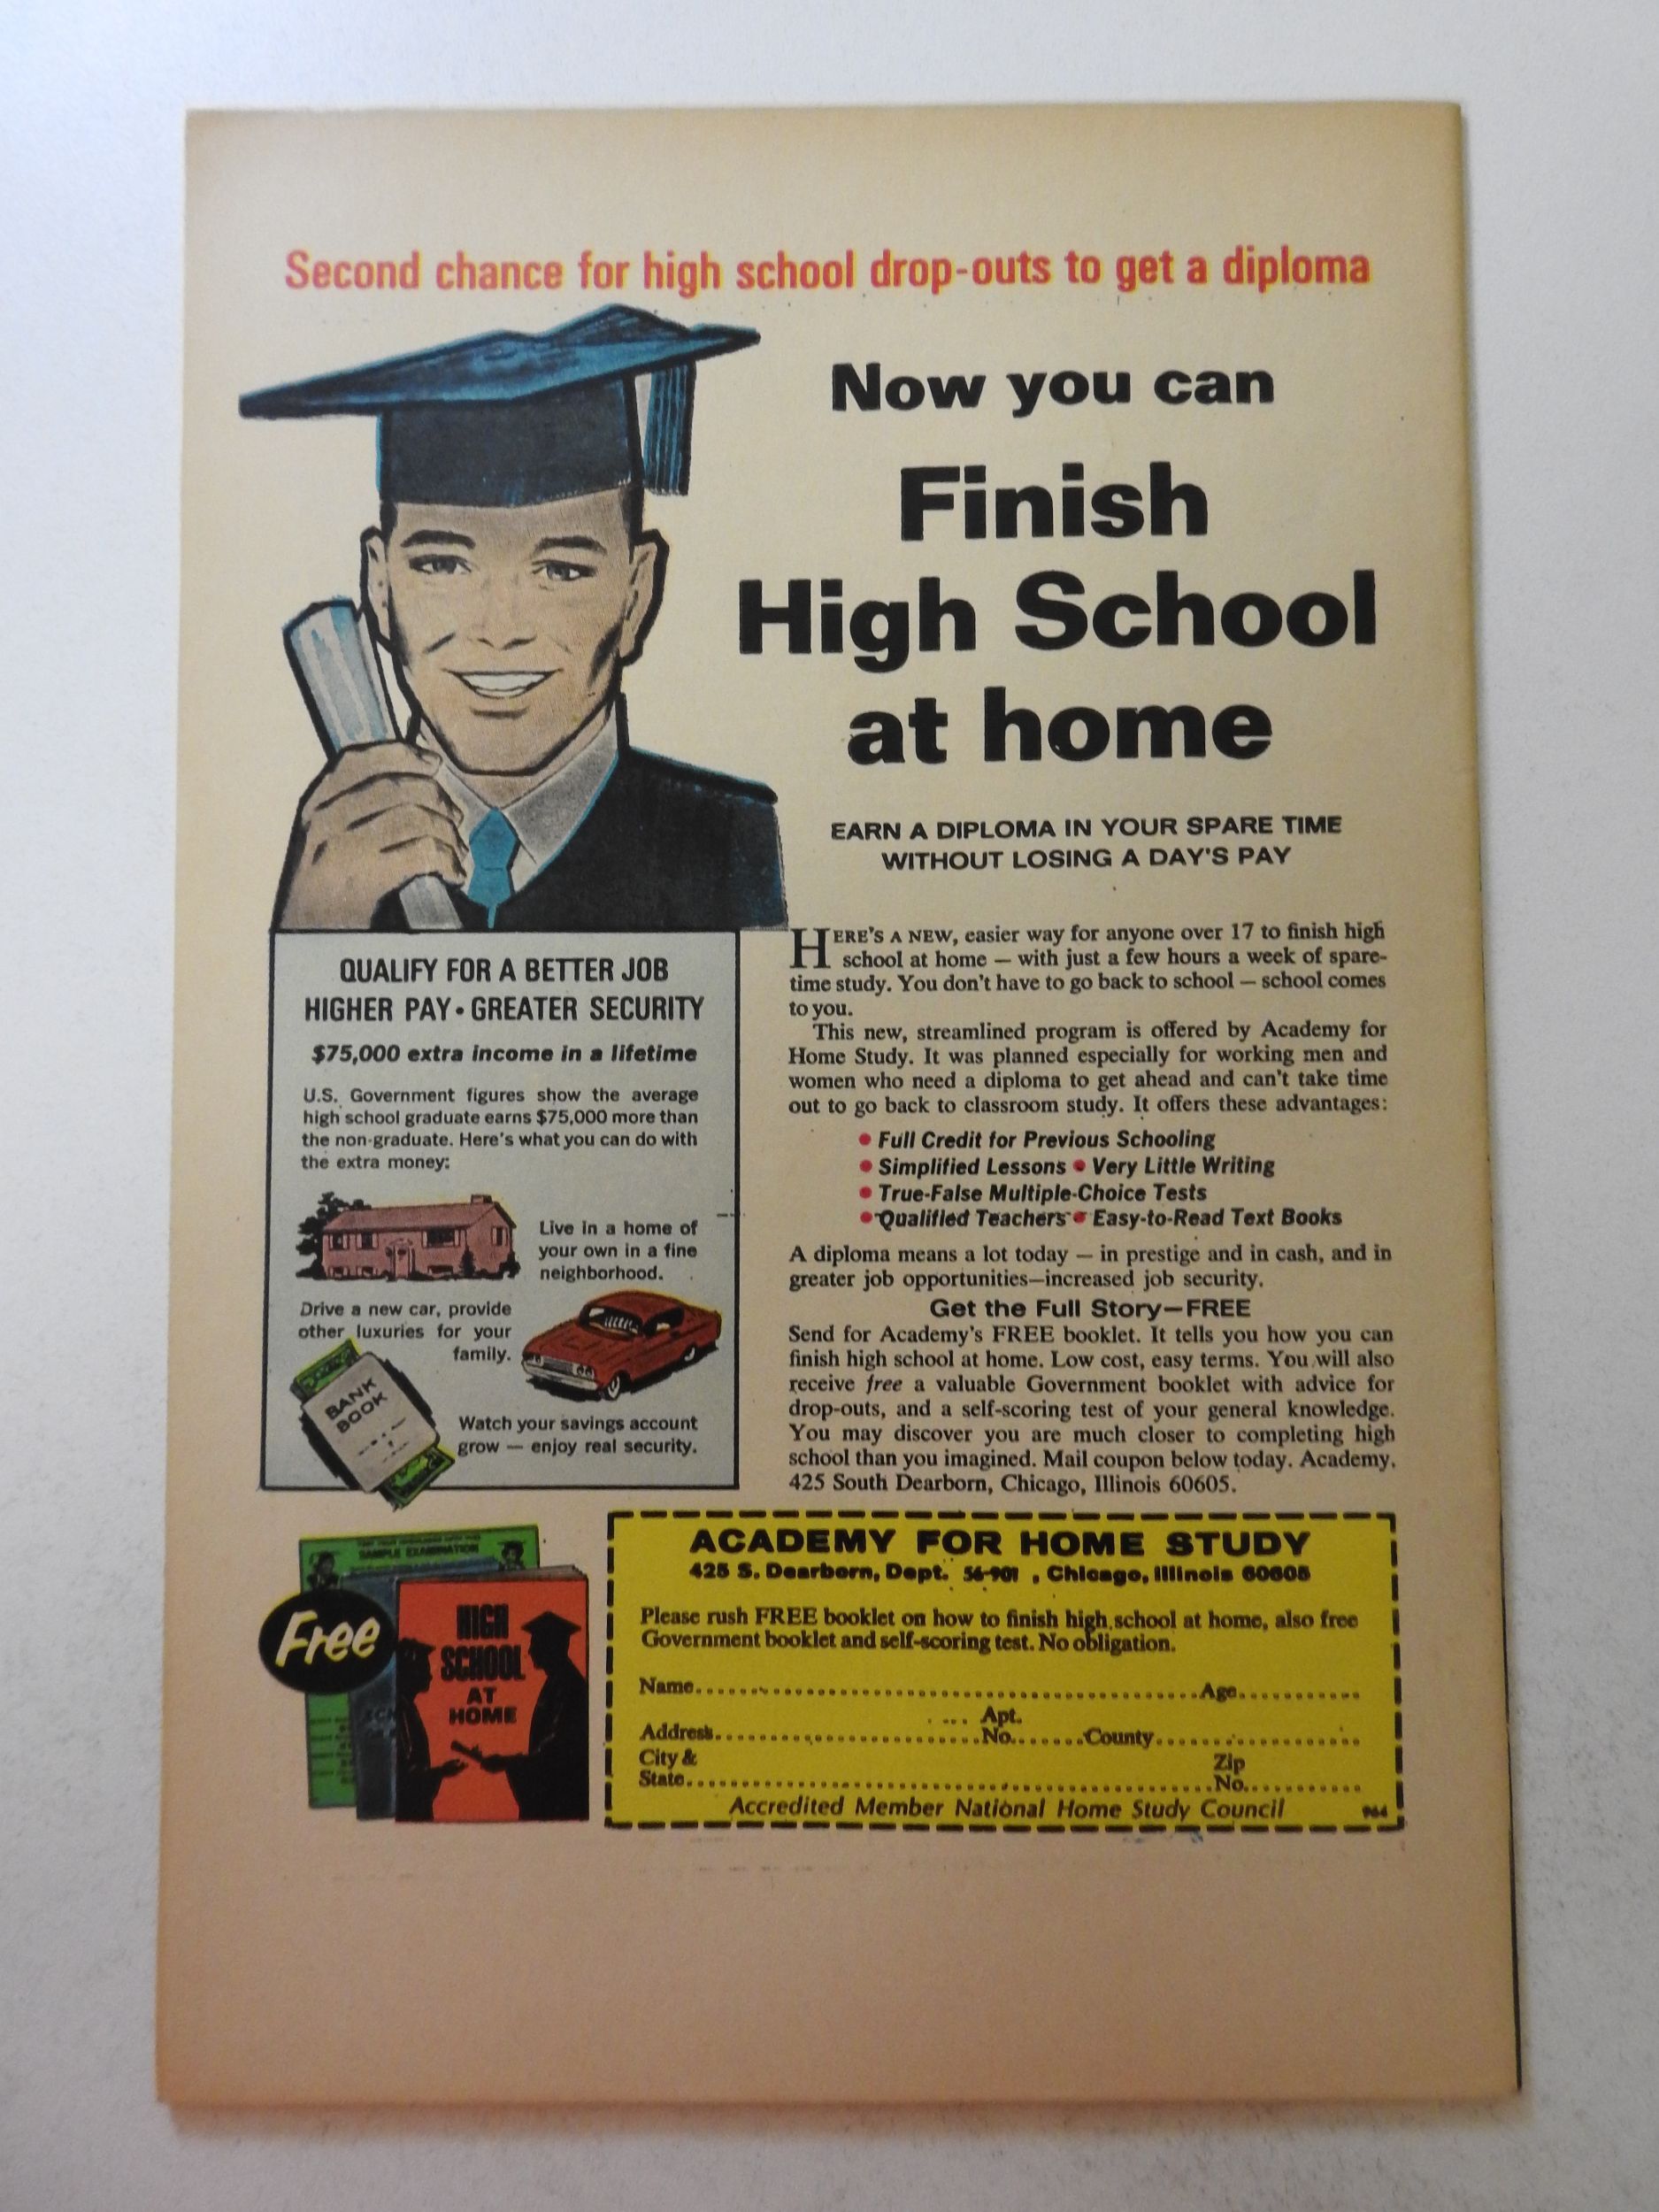 Second chance for high school drop-outs to get a diploma
Now you can
Finish
High School
at home
EARN A DIPLOMA IN YOUR SPARE TIME
WITHOUT LOSING A DAY'S PAY
HERE'S A NEW, easier way for anyone over 17 to finish high
school at home — with just a few hours a week of spare-
time study. You don't have to go back to school — school comes
to you.
This new, streamlined program is offered by Academy for
Home Study. It was planned especially for working men and
women who need a diploma to get ahead and can't take time
out to go back to classroom study. It offers these advantages:
• Full Credit for Previous Schooling
• Simplified Lessons • Very Little Writing
• True-False Multiple-Choice Tests
• Qualified Teachers • Easy-to-Read Text Books
A diploma means a lot today — in prestige and in cash, and in
greater job opportunities—increased job security.
Get the Full Story—FREE
Send for Academy's FREE booklet. It tells you how you can
finish high school at home. Low cost, easy terms. You will also
receive free a valuable Government booklet with advice for
drop-outs, and a self-scoring test of your general knowledge.
You may discover you are much closer to completing high
school than you imagined. Mail coupon below today. Academy,
425 South Dearborn, Chicago, Illinois 60605.
QUALIFY FOR A BETTER JOB
HIGHER PAY • GREATER SECURITY
$75,000 extra income in a lifetime
U.S. Government figures show the average
high school graduate earns $75,000 more than
the non-graduate. Here's what you can do with
the extra money:
Live in a home of
your own in a fine
neighborhood.
Drive a new car, provide
other luxuries for your
family.
BANK
BOOK
Watch your savings account
grow — enjoy real security.
SAMPLE EXAMINATION
Free
HIGH
SCHOOL
AT
HOME
ACADEMY FOR HOME STUDY
425 S. Dearborn, Dept. 56-901 , Chicago, Illinois 60605
Please rush FREE booklet on how to finish high school at home, also free
Government booklet and self-scoring test. No obligation.
Name.......... Age..........
Apt.
Address.......... No.......County..........
City & Zip
State.......... No..........
Accredited Member National Home Study Council 964